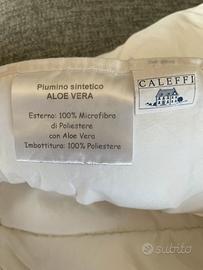 Piumino sintetico
ALOE VERA
Esterno: 100% Microfibra
di Poliestere
con Aloe Vera
Imbottitura: 100% Poliestere
CALEFFI
subito